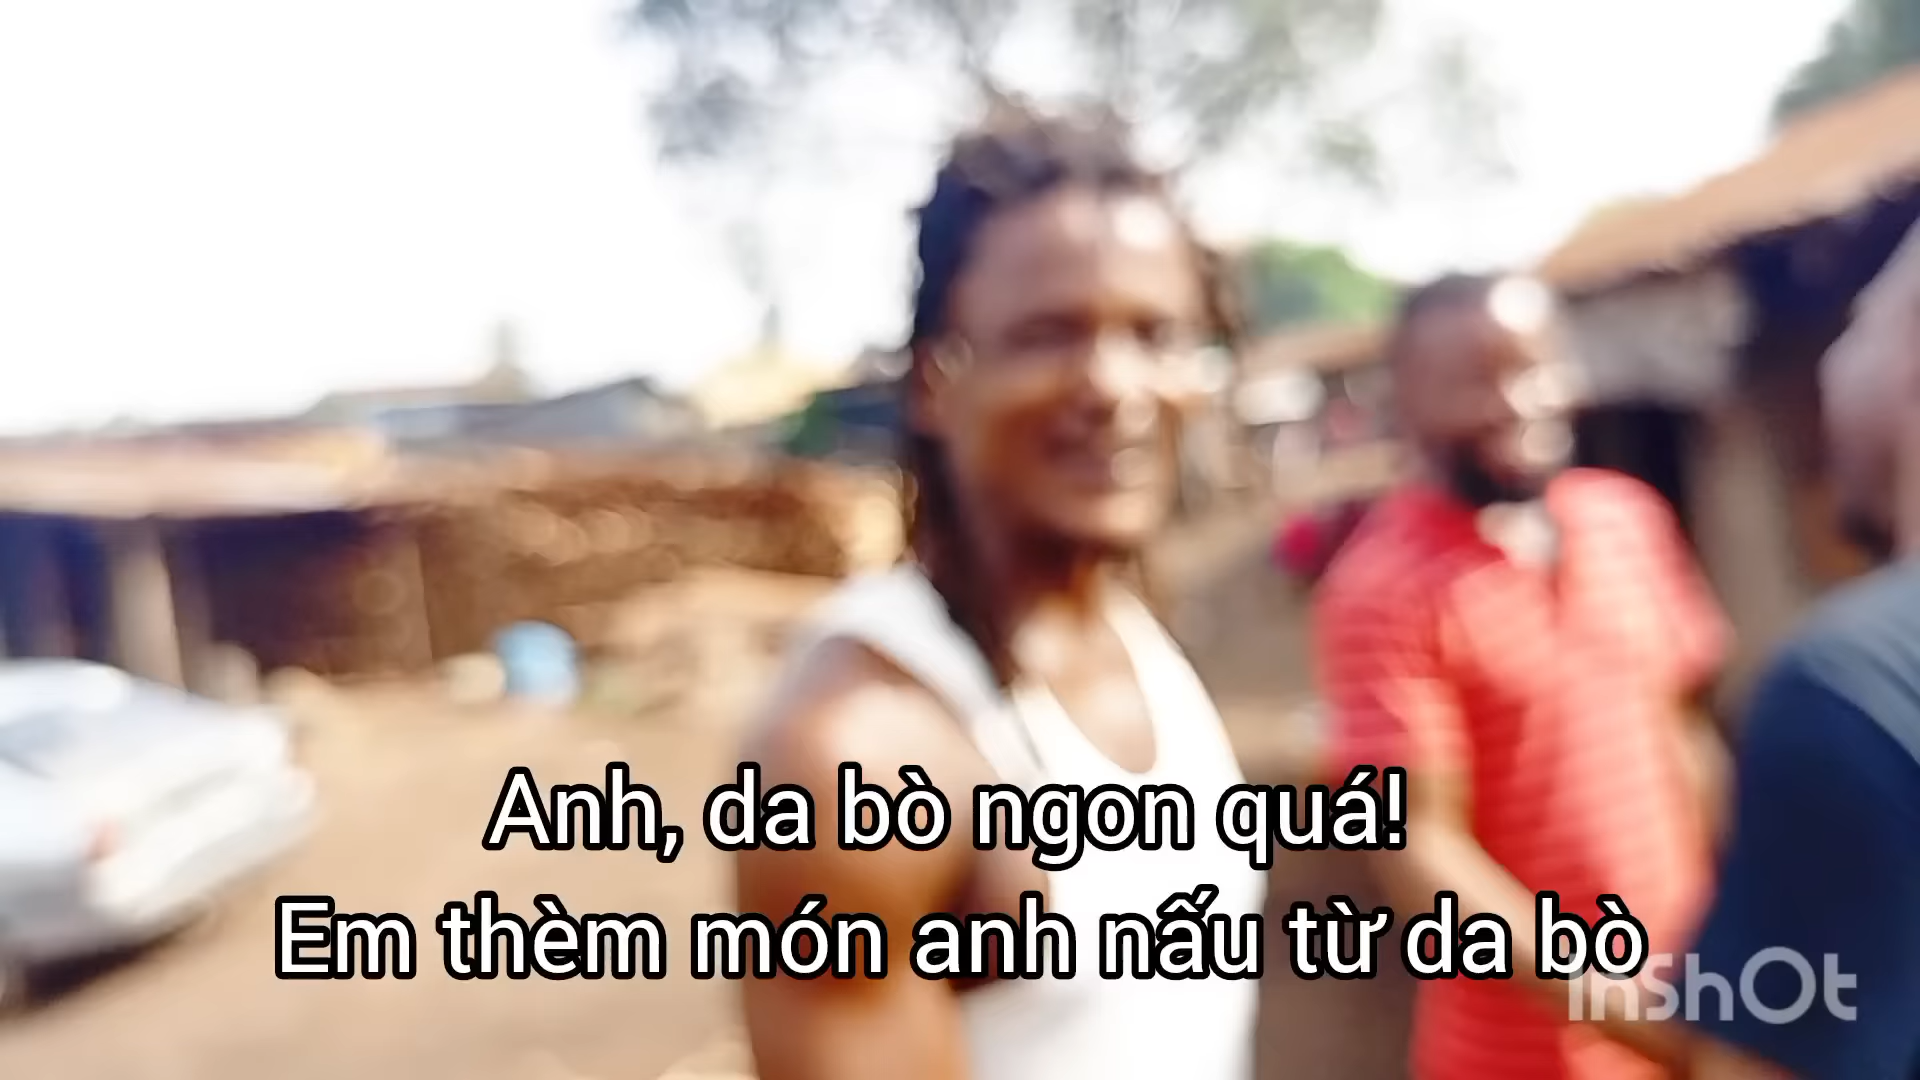 Anh, da bò ngon quá!
Em thèm món anh nấu từ da bò
InShOt